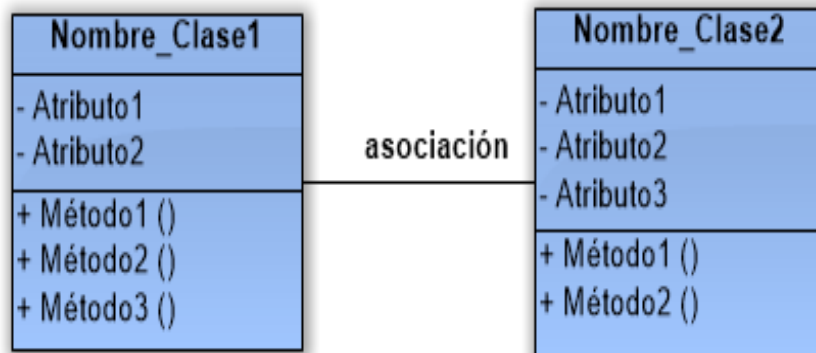 Nombre_Clase1
- Atributo1
- Atributo2
+ Método1 ()
+ Método2 ()
+ Método3 ()
asociación
Nombre_Clase2
- Atributo1
- Atributo2
- Atributo3
+ Método1 ()
+ Método2 ()